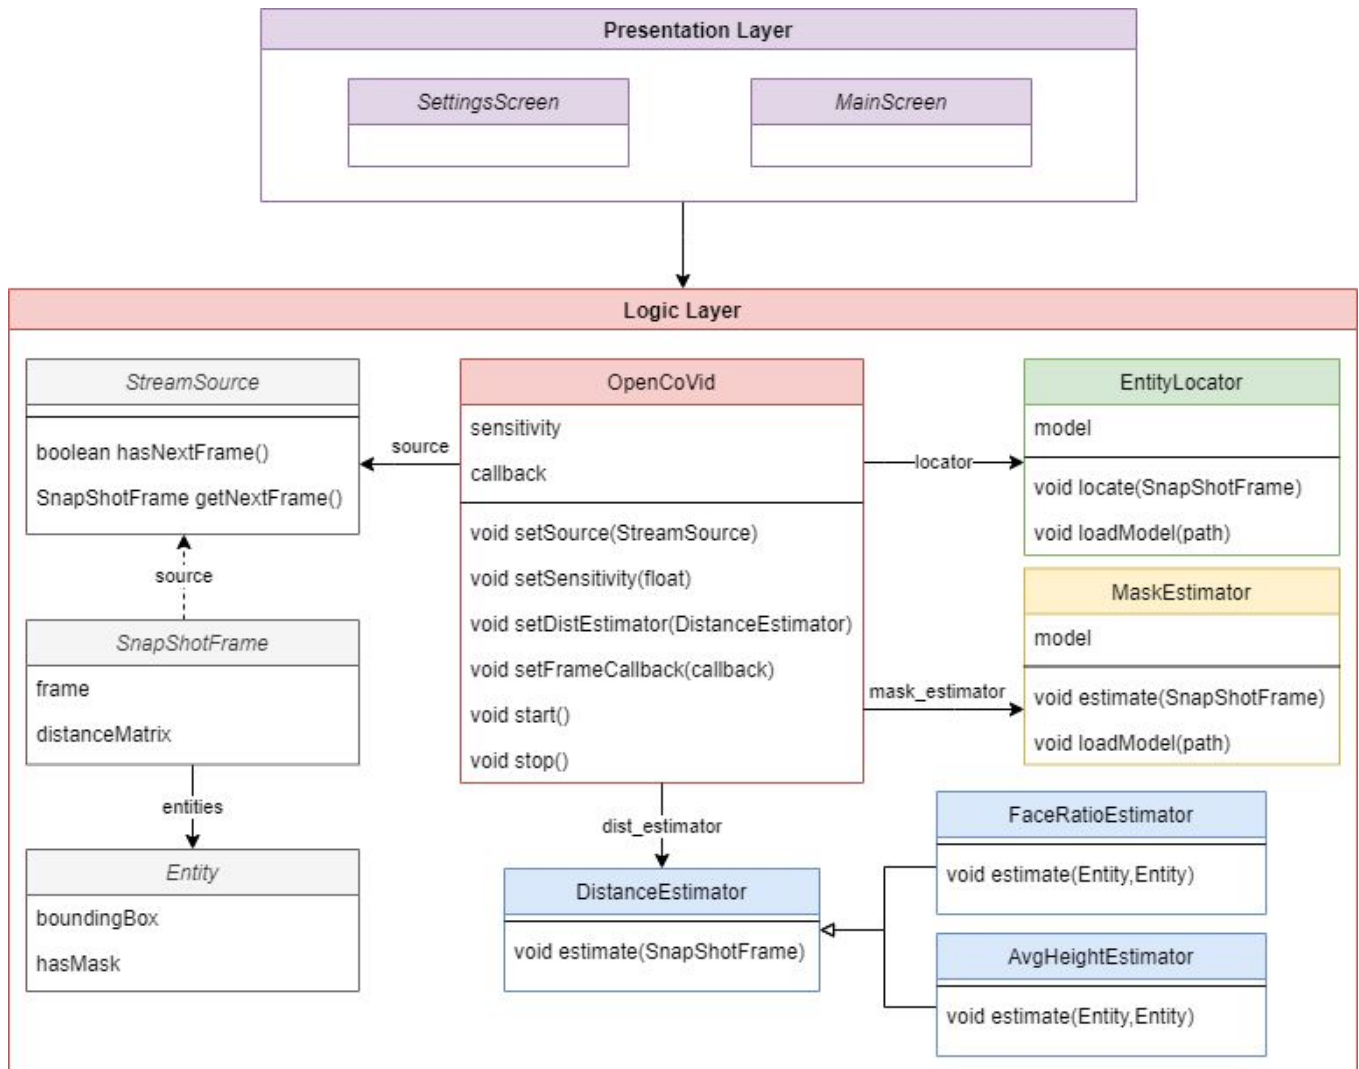 Presentation Layer
SettingsScreen
MainScreen
Logic Layer
StreamSource
boolean hasNextFrame()
SnapShotFrame getNextFrame()
source
OpenCoVid
sensitivity
callback
void setSource(StreamSource)
void setSensitivity(float)
void setDistEstimator(DistanceEstimator)
void setFrameCallback(callback)
void start()
void stop()
locator
EntityLocator
model
void locate(SnapShotFrame)
void loadModel(path)
source
SnapShotFrame
frame
distanceMatrix
mask_estimator
MaskEstimator
model
void estimate(SnapShotFrame)
void loadModel(path)
entities
Entity
boundingBox
hasMask
dist_estimator
DistanceEstimator
void estimate(SnapShotFrame)
FaceRatioEstimator
void estimate(Entity,Entity)
AvgHeightEstimator
void estimate(Entity,Entity)